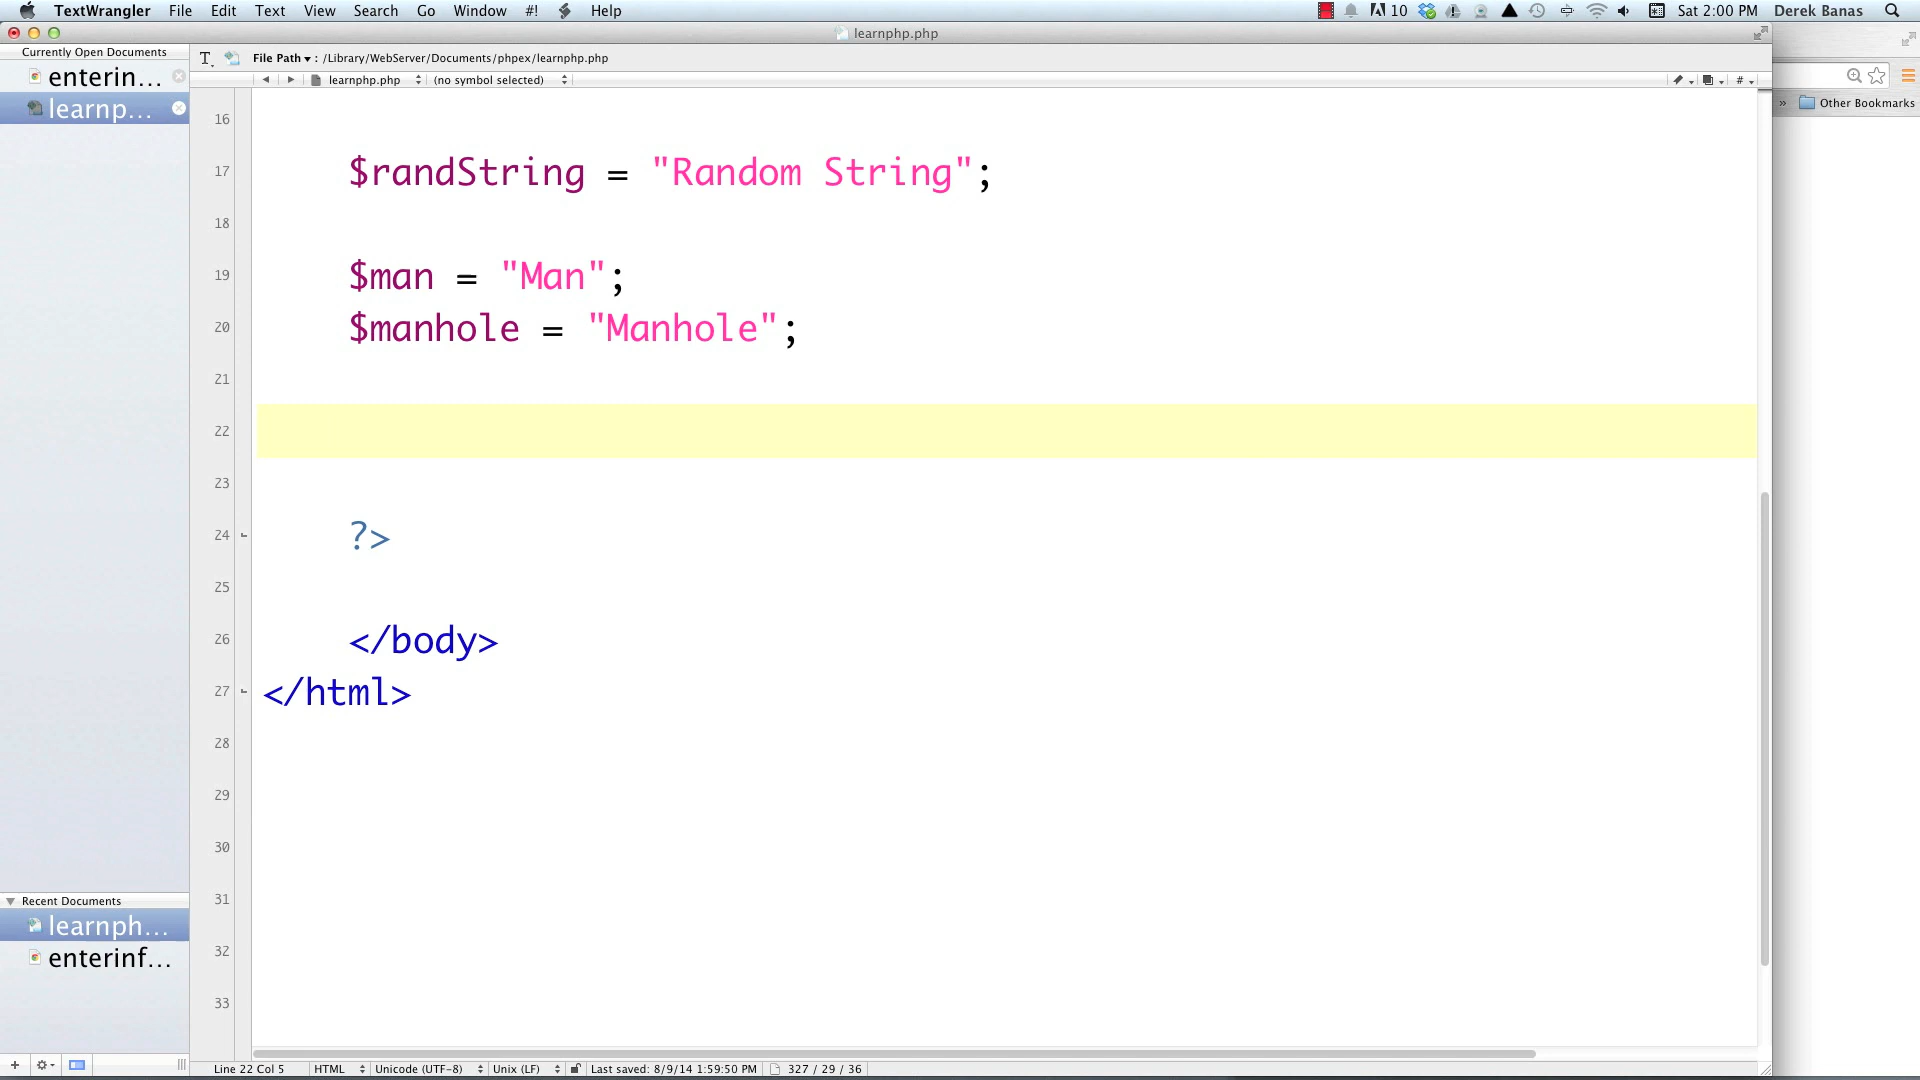 TextWrangler File Edit Text View Search Go Window #! Help 10 Sat 2:00 PM Derek Banas
learnphp.php
Currently Open Documents
enterin...
learnp...
File Path : /Library/WebServer/Documents/phpex/learnphp.php
learnphp.php (no symbol selected) #
Other Bookmarks
16
17 $randString = "Random String";
18
19 $man = "Man";
20 $manhole = "Manhole";
21
22
23
24 ?>
25
26 </body>
27 </html>
28
29
30
31
32
33
Recent Documents
learnph...
enterinf...
Line 22 Col 5 HTML Unicode (UTF-8) Unix (LF) Last saved: 8/9/14 1:59:50 PM 327 / 29 / 36